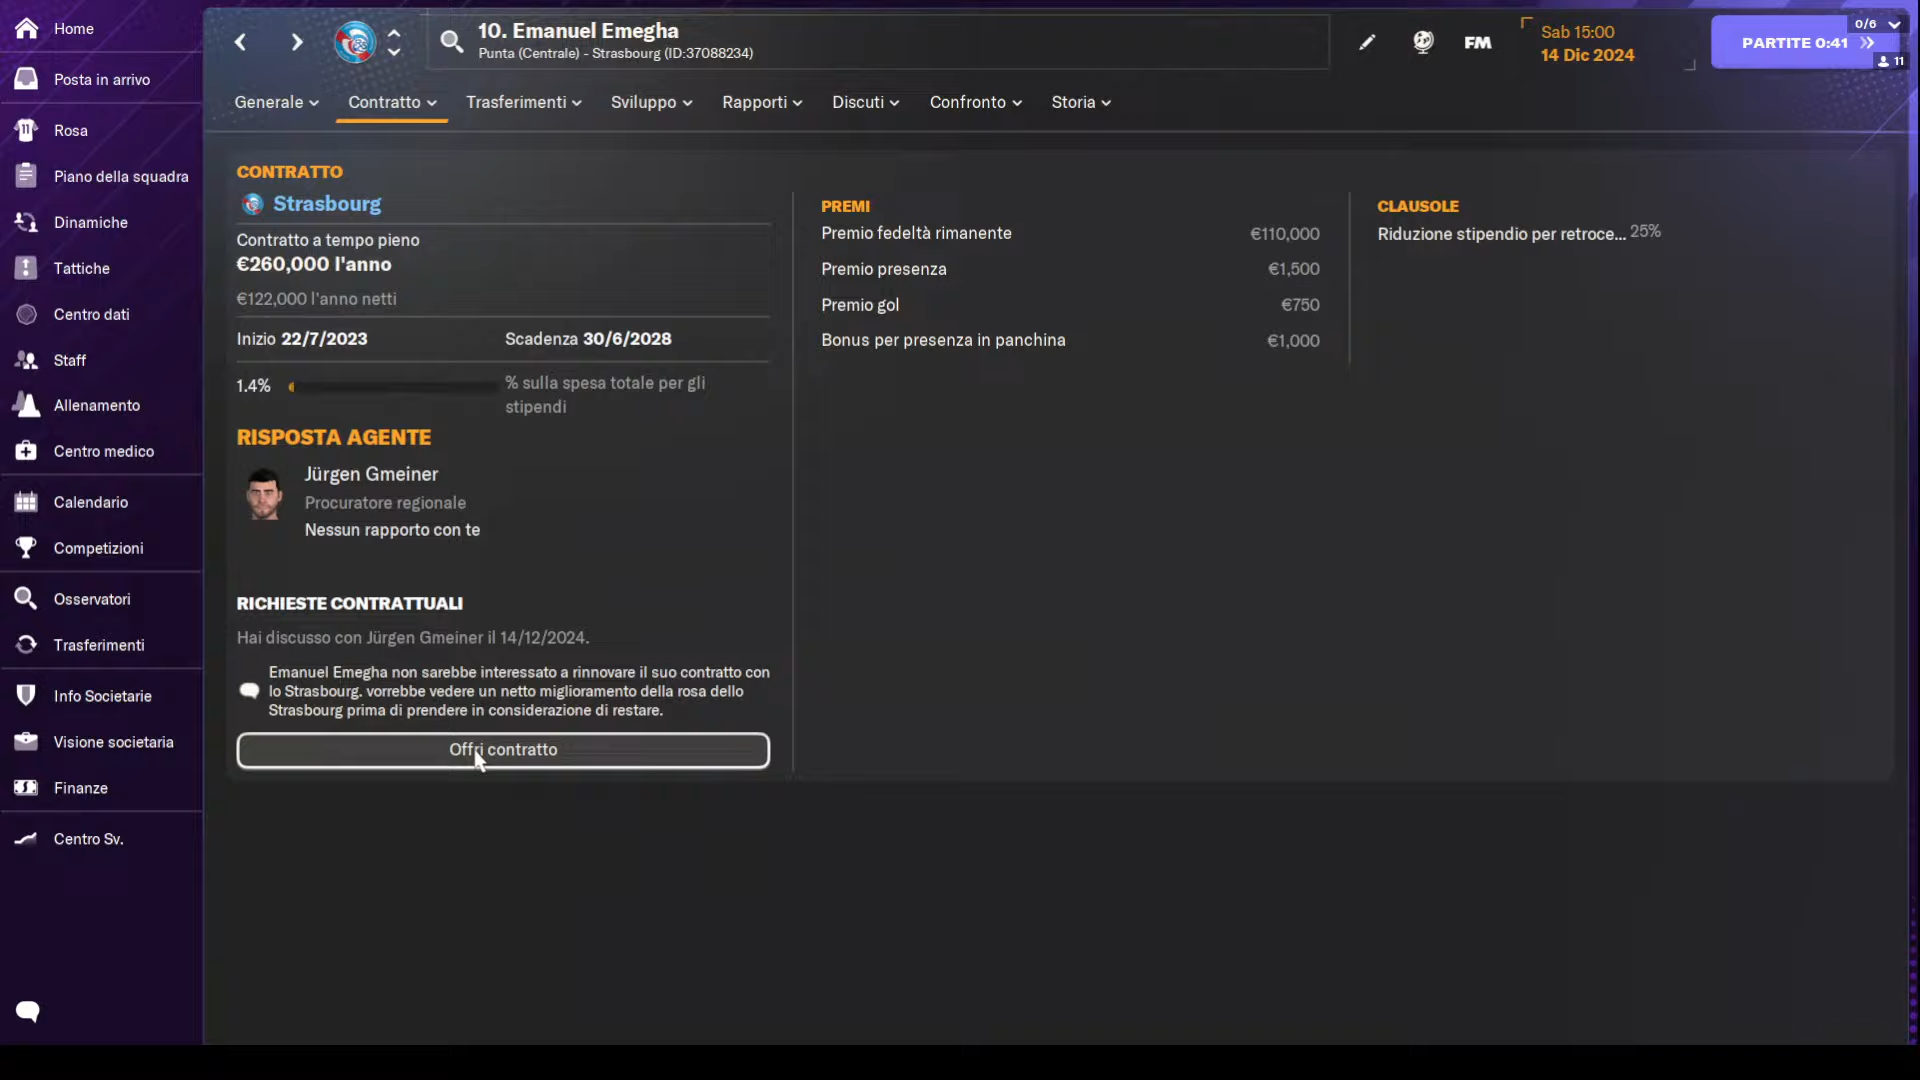 Home
Posta in arrivo
Rosa
Piano della squadra
Dinamiche
Tattiche
Centro dati
Staff
Allenamento
Centro medico
Calendario
Competizioni
Osservatori
Trasferimenti
Info Societarie
Visione societaria
Finanze
Centro Sv.
10. Emanuel Emegha
Punta (Centrale) - Strasbourg (ID:37088234)
FM
Sab 15:00
14 Dic 2024
PARTITE 0:41
0/6
11
Generale
Contratto
Trasferimenti
Sviluppo
Rapporti
Discuti
Confronto
Storia
CONTRATTO
Strasbourg
Contratto a tempo pieno
€260,000 l'anno
€122,000 l'anno netti
Inizio 22/7/2023
Scadenza 30/6/2028
1.4%
% sulla spesa totale per gli
stipendi
RISPOSTA AGENTE
Jürgen Gmeiner
Procuratore regionale
Nessun rapporto con te
RICHIESTE CONTRATTUALI
Hai discusso con Jürgen Gmeiner il 14/12/2024.
Emanuel Emegha non sarebbe interessato a rinnovare il suo contratto con
lo Strasbourg. vorrebbe vedere un netto miglioramento della rosa dello
Strasbourg prima di prendere in considerazione di restare.
Offri contratto
PREMI
Premio fedeltà rimanente €110,000
Premio presenza €1,500
Premio gol €750
Bonus per presenza in panchina €1,000
CLAUSOLE
Riduzione stipendio per retroce... 25%